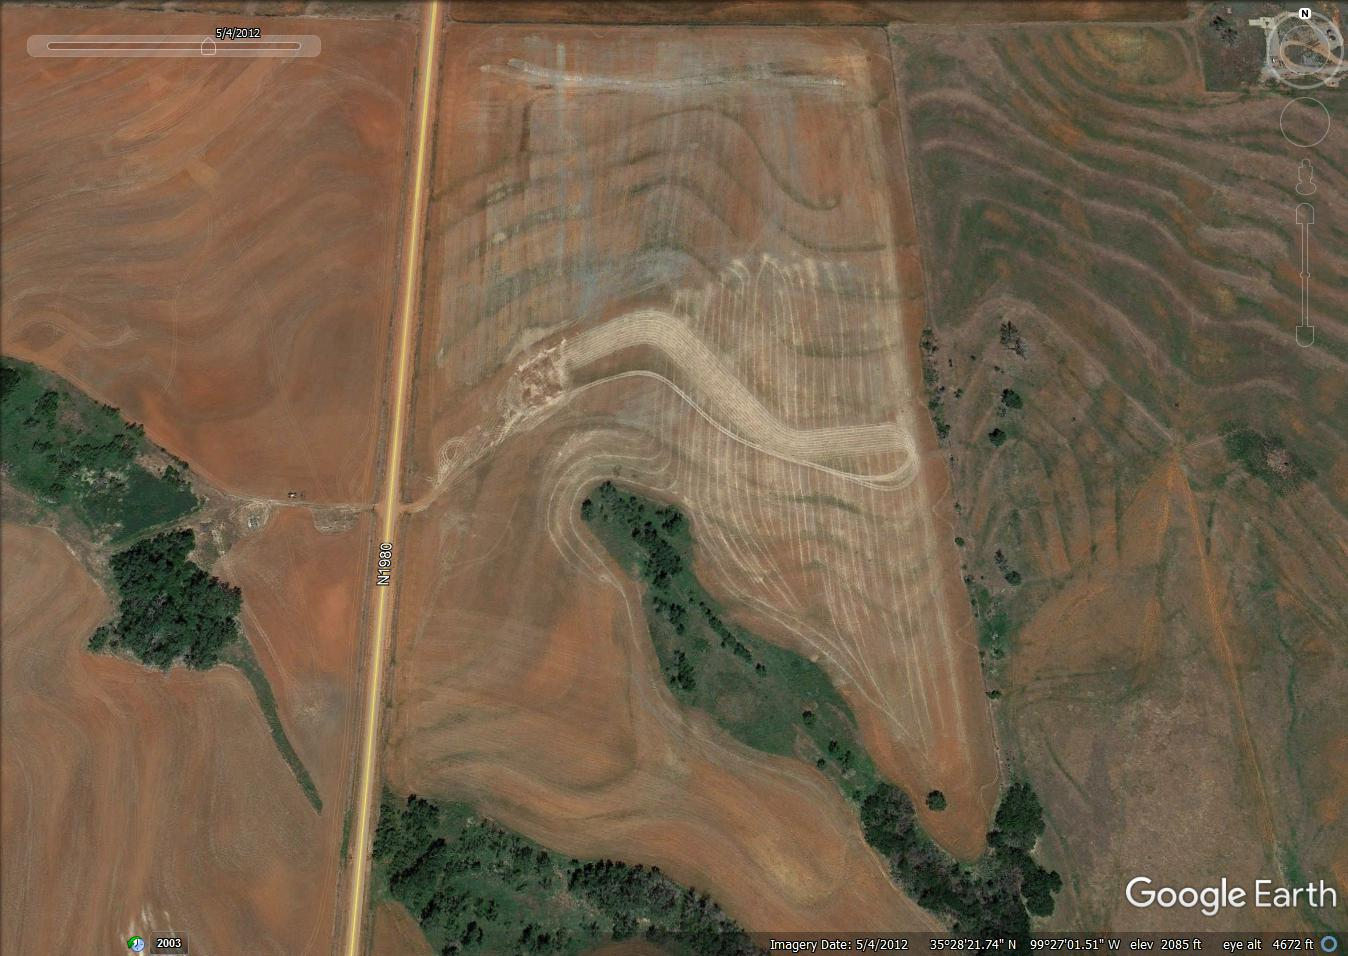 5/4/2012
N
N1980
Google Earth
2003
Imagery Date: 5/4/2012 35°28'21.74" N 99°27'01.51" W elev 2085 ft eye alt 4672 ft